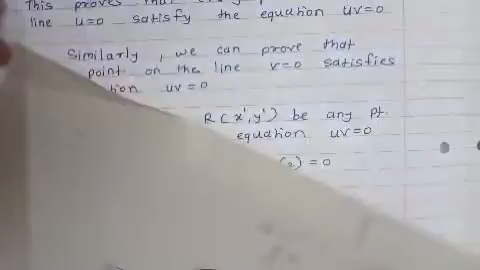 This proves that
line u=0 satisfy the equation uv=0
Similarly, we can prove that
point on the line v=0 satisfies
uv=0
R(x',y') be any pt.
equation uv=0
=0